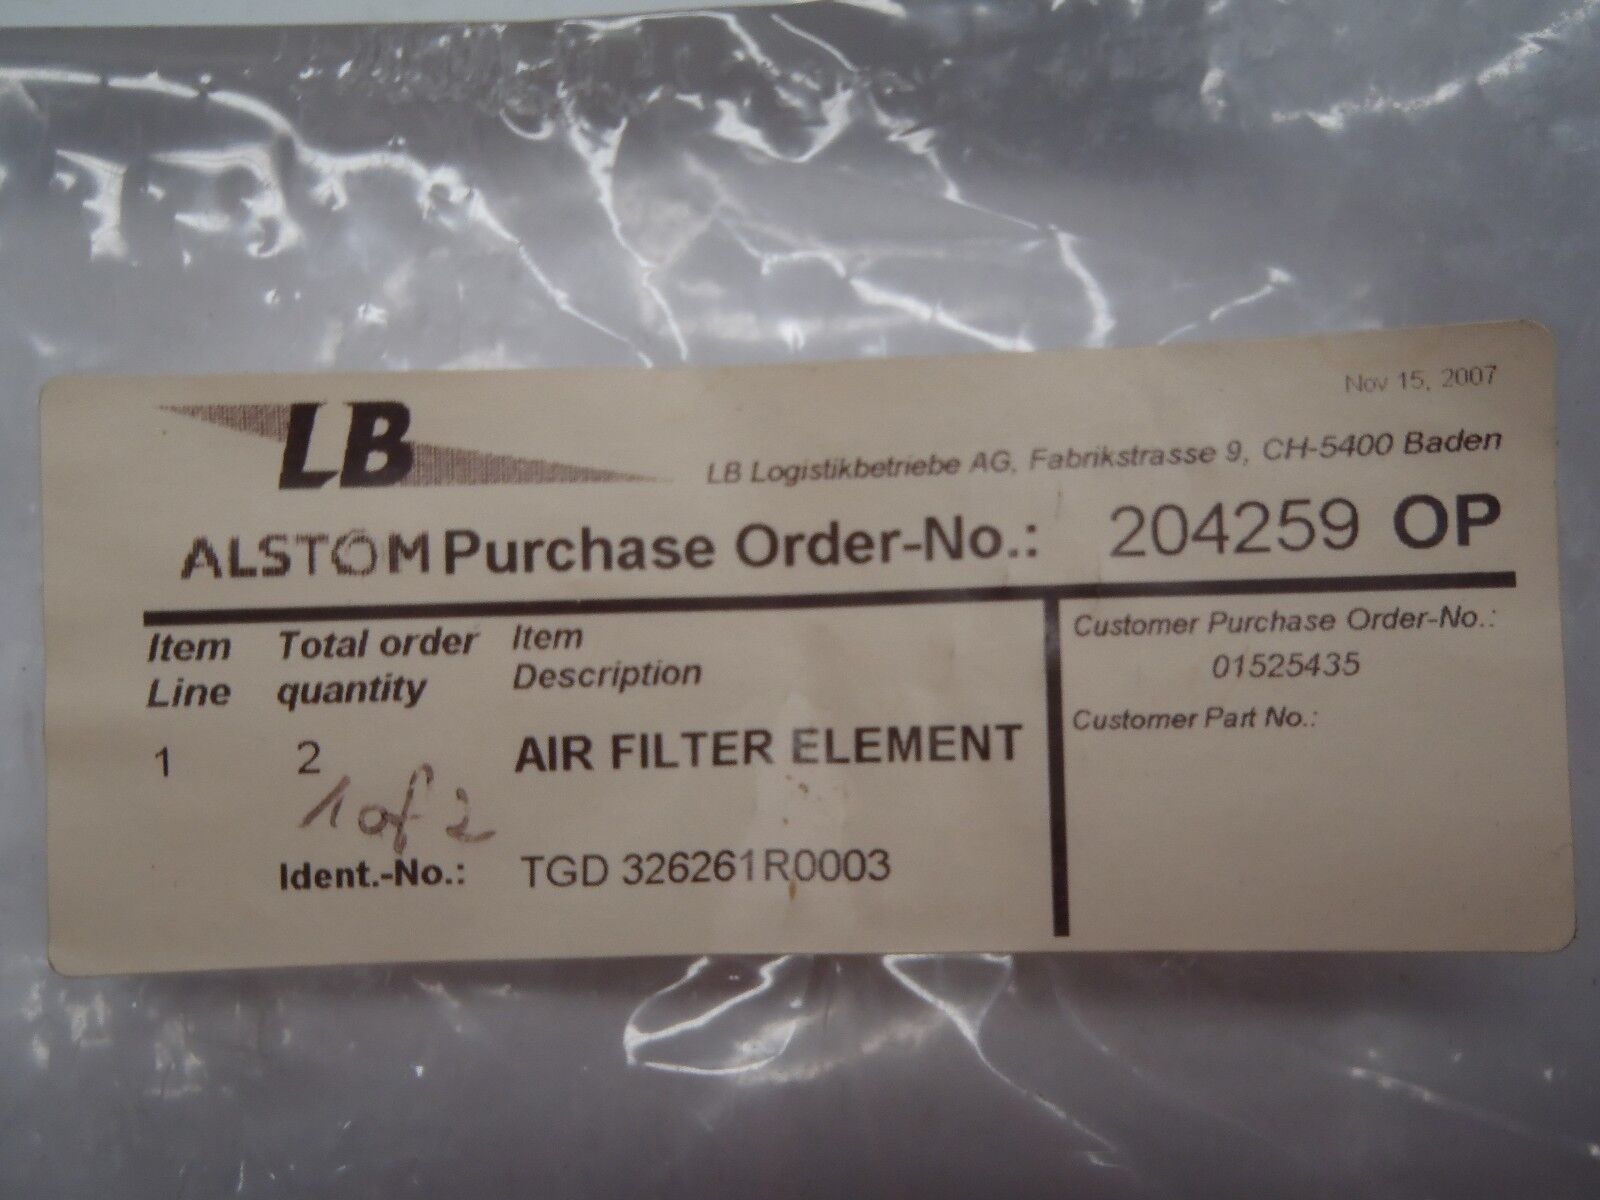 Nov 15, 2007
LB
LB Logistikbetriebe AG, Fabrikstrasse 9, CH-5400 Baden
ALSTOM Purchase Order-No.: 204259 OP
Item Line
Total order quantity
Item Description
Customer Purchase Order-No.:
01525435
Customer Part No.:
1 2 AIR FILTER ELEMENT
1 of 2
Ident.-No.: TGD 326261R0003